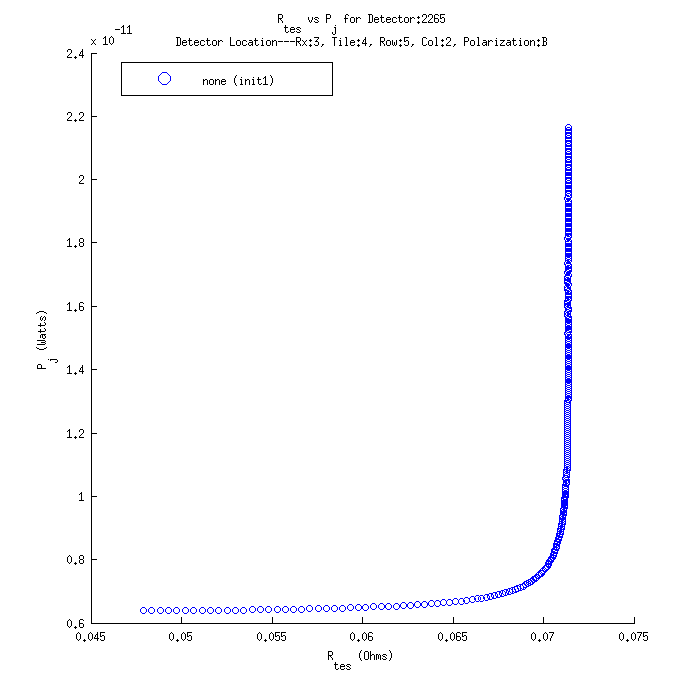 R_tes vs P_j for Detector:2265
Detector Location---Rx:3, Tile:4, Row:5, Col:2, Polarization:B
x 10^-11
none (init1)
2.4
2.2
2
1.8
1.6
1.4
1.2
1
0.8
0.6
P_j (Watts)
0.045 0.05 0.055 0.06 0.065 0.07 0.075
R_tes (Ohms)